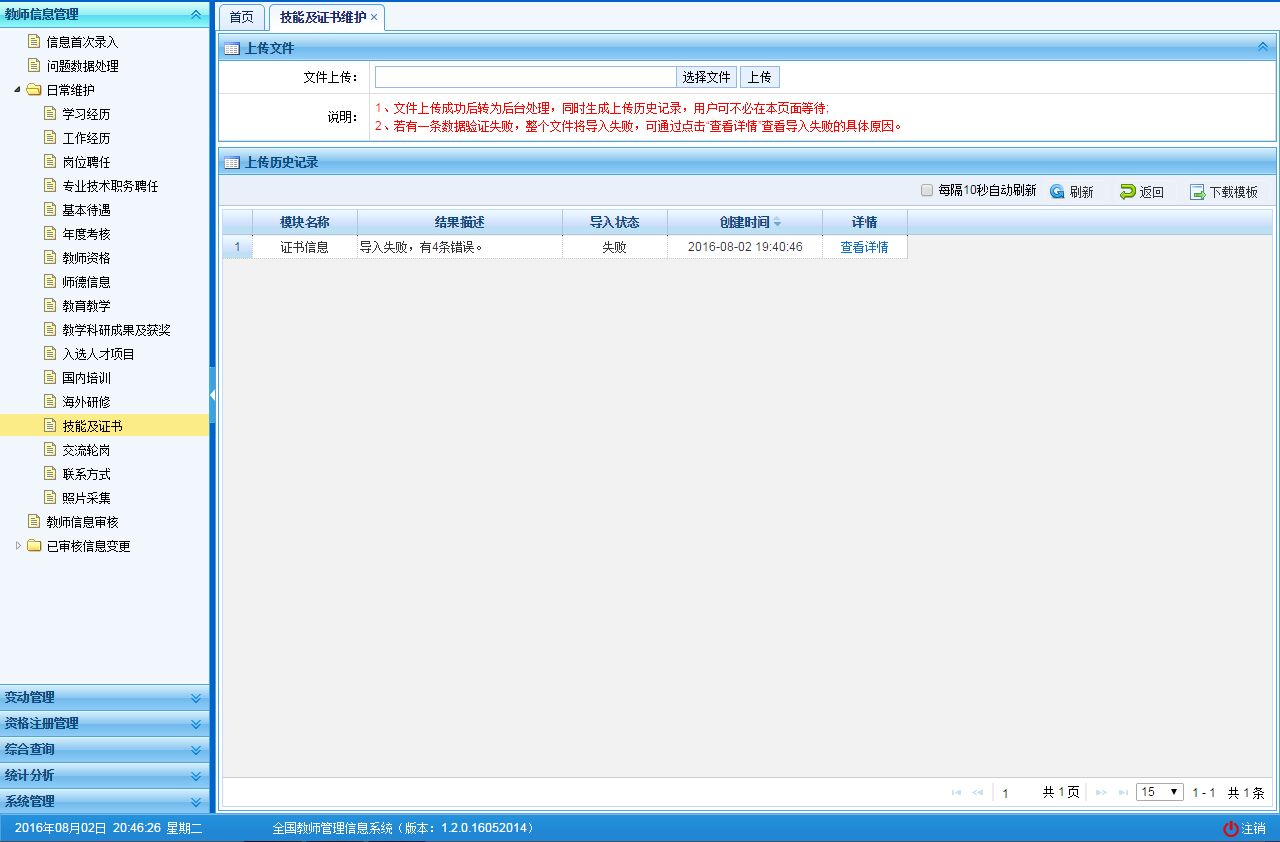 教师信息管理
信息首次录入
问题数据处理
日常维护
学习经历
工作经历
岗位聘任
专业技术职务聘任
基本待遇
年度考核
教师资格
师德信息
教育教学
教学科研成果及获奖
入选人才项目
国内培训
海外研修
技能及证书
交流轮岗
联系方式
照片采集
教师信息审核
已审核信息变更
变动管理
资格注册管理
综合查询
统计分析
系统管理
首页 技能及证书维护 ×
上传文件
文件上传： 选择文件 上传
说明：
1、文件上传成功后转为后台处理，同时生成上传历史记录，用户可不必在本页面等待;
2、若有一条数据验证失败，整个文件将导入失败，可通过点击“查看详情”查看导入失败的具体原因。
上传历史记录
每隔10秒自动刷新 刷新 返回 下载模板
模块名称 结果描述 导入状态 创建时间 详情
1 证书信息 导入失败，有4条错误。 失败 2016-08-02 19:40:46 查看详情
1 共 1 页 15 1 - 1 共 1 条
2016年08月02日 20:46:26 星期二 全国教师管理信息系统（版本：1.2.0.16052014） 注销